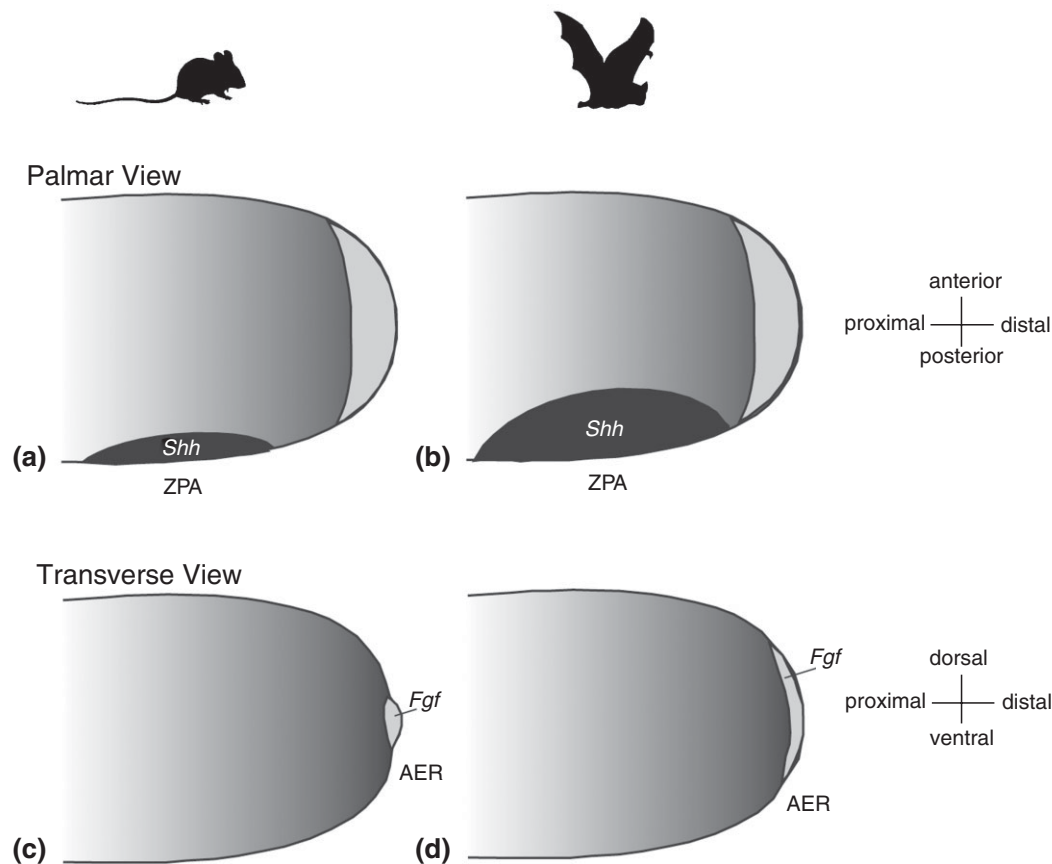 Palmar View
anterior
proximal
distal
posterior
Shh
Shh
(a)
(b)
ZPA
ZPA
Transverse View
Fgf
Fgf
dorsal
proximal
distal
ventral
AER
AER
(c)
(d)